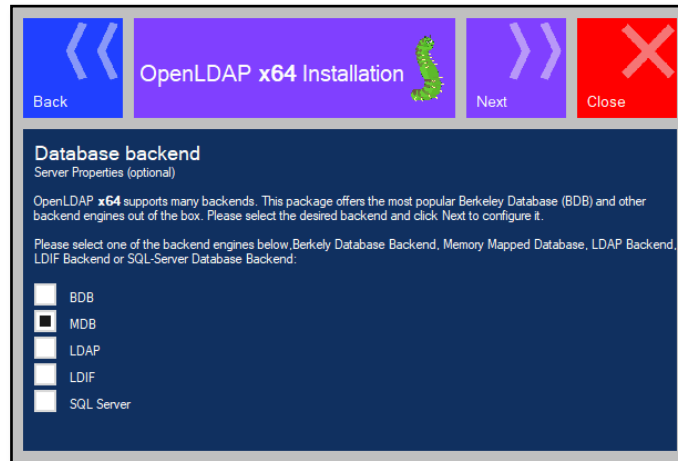 Back
OpenLDAP x64 Installation
Next
Close
Database backend
Server Properties (optional)
OpenLDAP x64 supports many backends. This package offers the most popular Berkeley Database (BDB) and other
backend engines out of the box. Please select the desired backend and click Next to configure it.
Please select one of the backend engines below,Berkely Database Backend, Memory Mapped Database, LDAP Backend,
LDIF Backend or SQL-Server Database Backend:
BDB
MDB
LDAP
LDIF
SQL Server